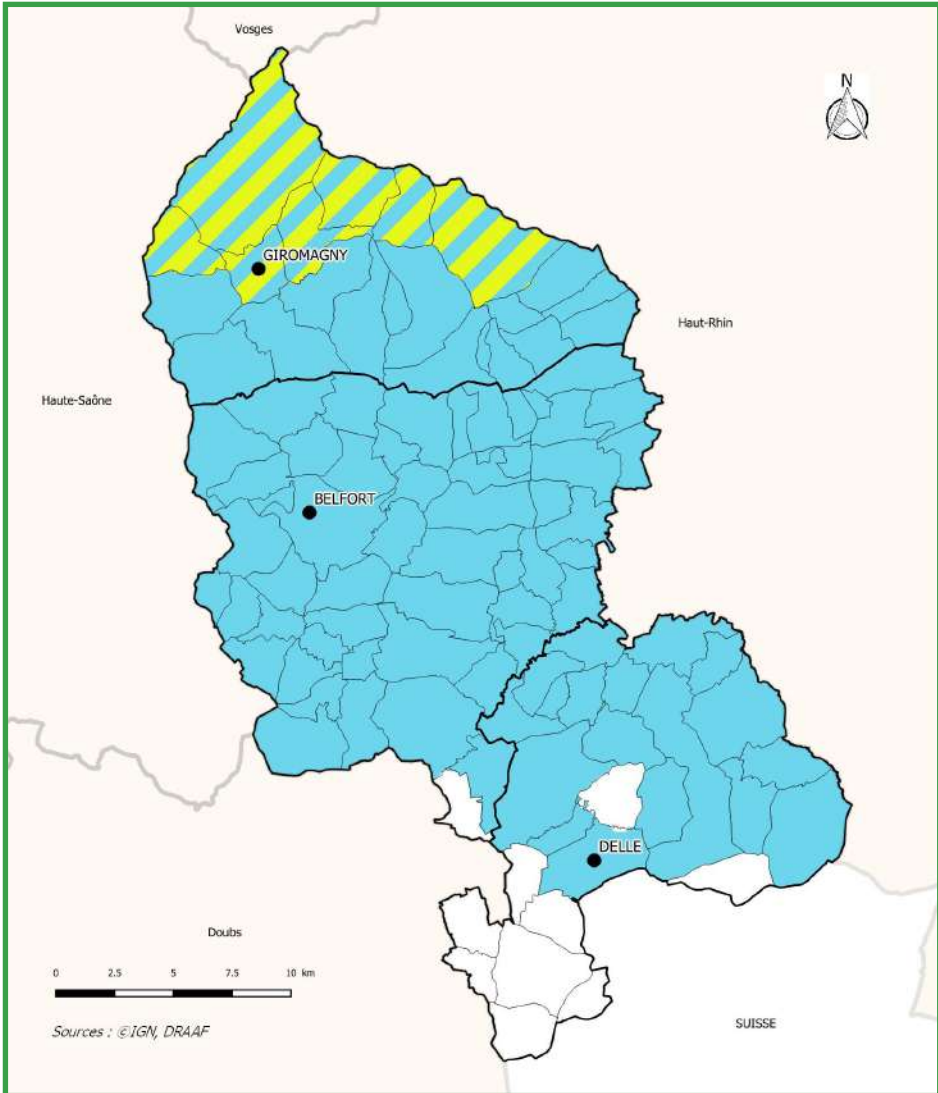 Vosges
N
GIROMAGNY
Haut-Rhin
Haute-Saône
BELFORT
DELLE
Doubs
0 2.5 5 7.5 10 km
Sources : ©IGN, DRAAF
SUISSE